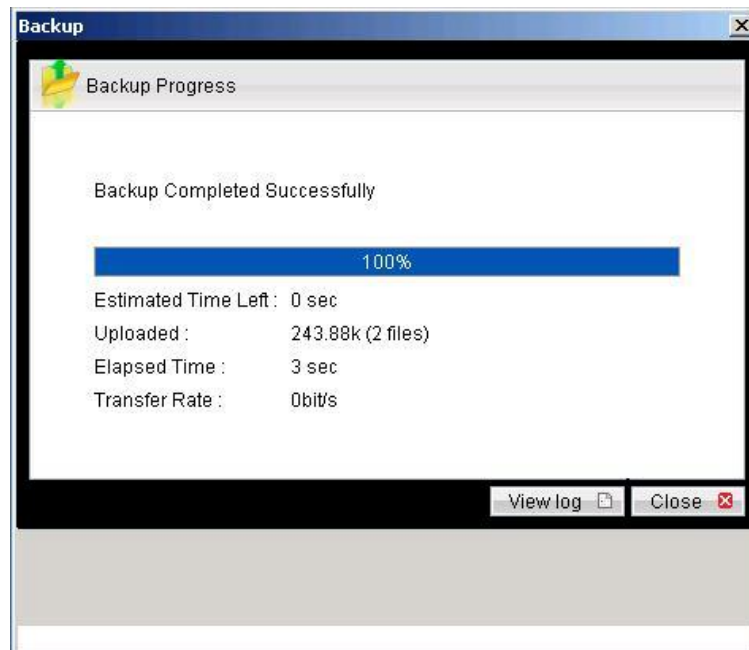 Backup
Backup Progress
Backup Completed Successfully
100%
Estimated Time Left : 0 sec
Uploaded : 243.88k (2 files)
Elapsed Time : 3 sec
Transfer Rate : 0bit/s
View log Close